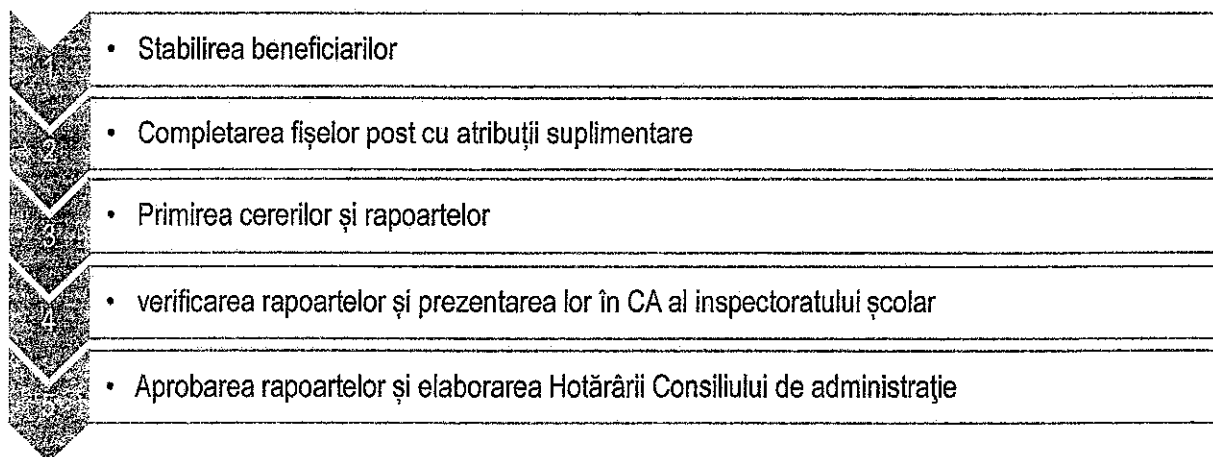 1
• Stabilirea beneficiarilor
2
• Completarea fișelor post cu atribuții suplimentare
3
• Primirea cererilor și rapoartelor
4
• verificarea rapoartelor și prezentarea lor în CA al inspectoratului școlar
5
• Aprobarea rapoartelor și elaborarea Hotărârii Consiliului de administraţie